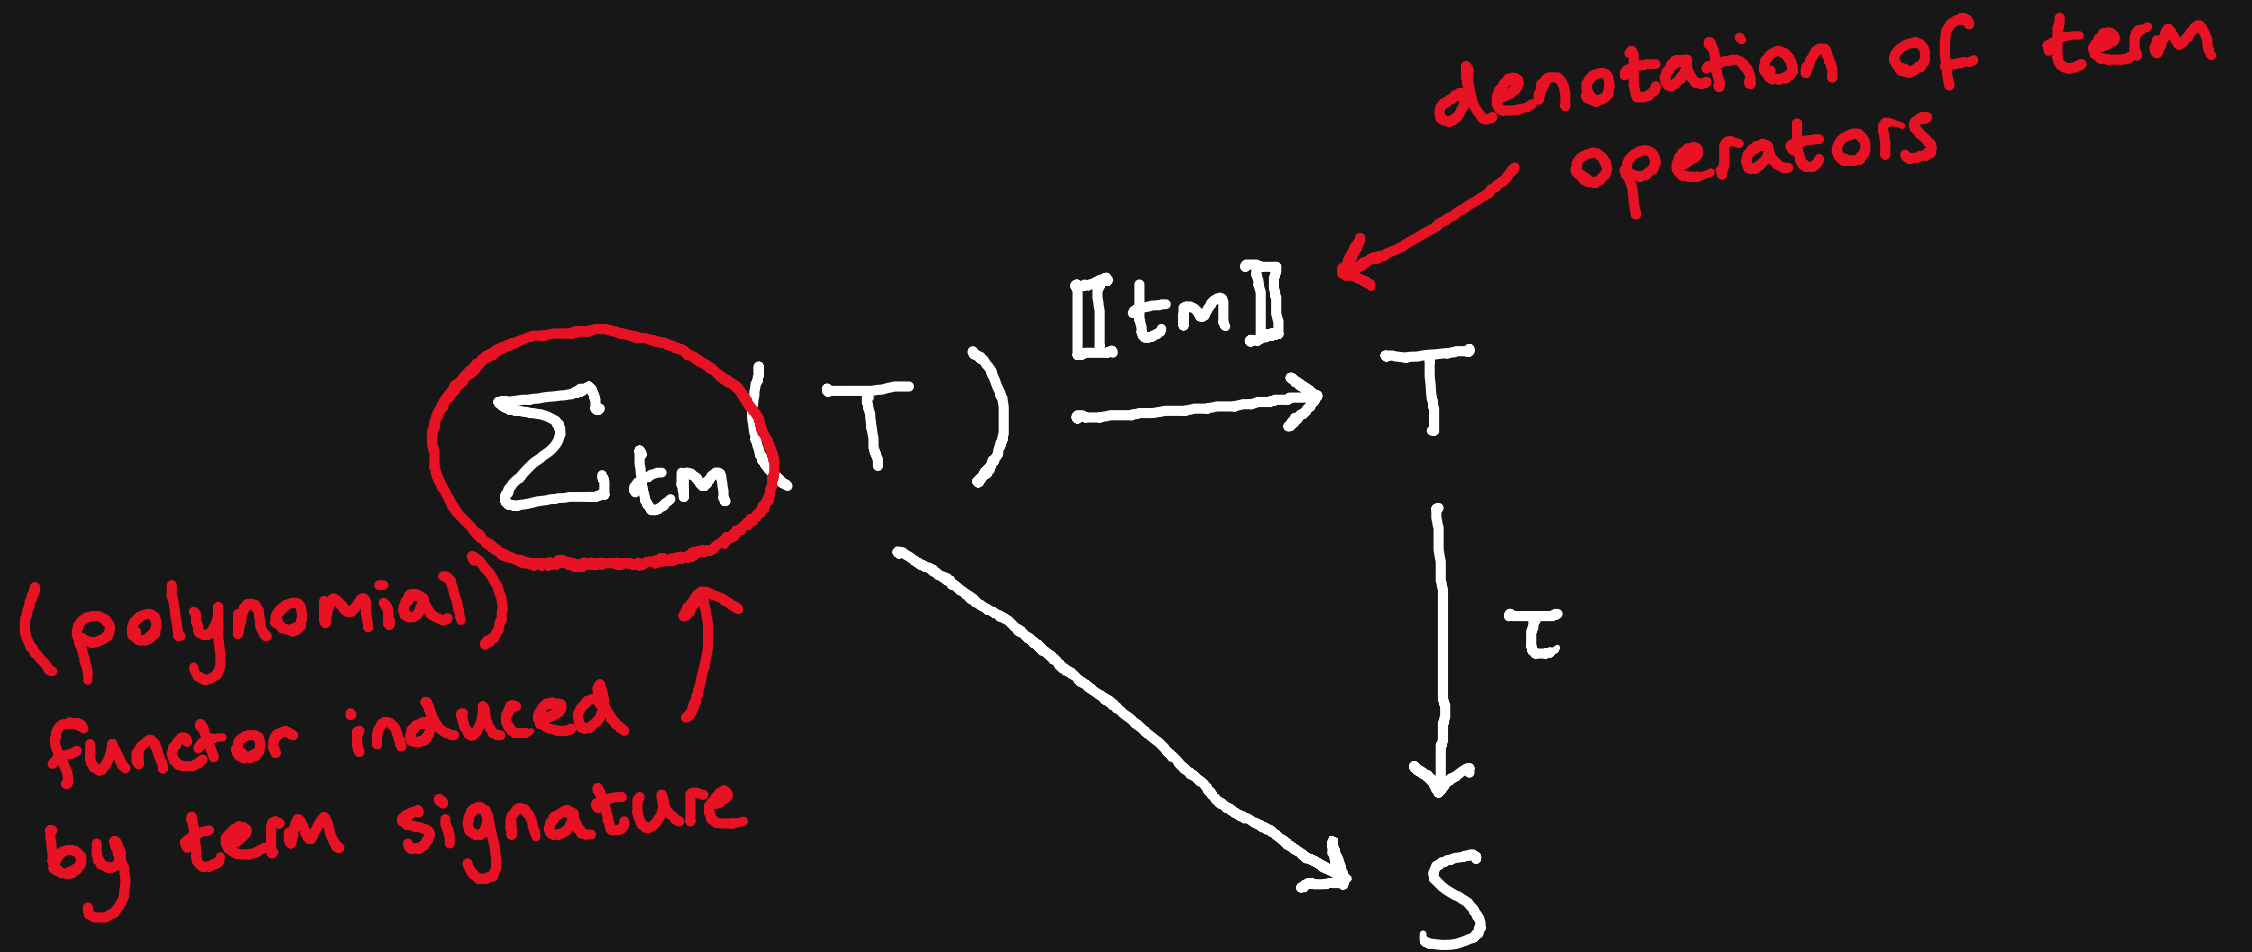 denotation of term
operators
⟦tm⟧
Σtm(T)
T
τ
(polynomial)
functor induced
by term signature
S